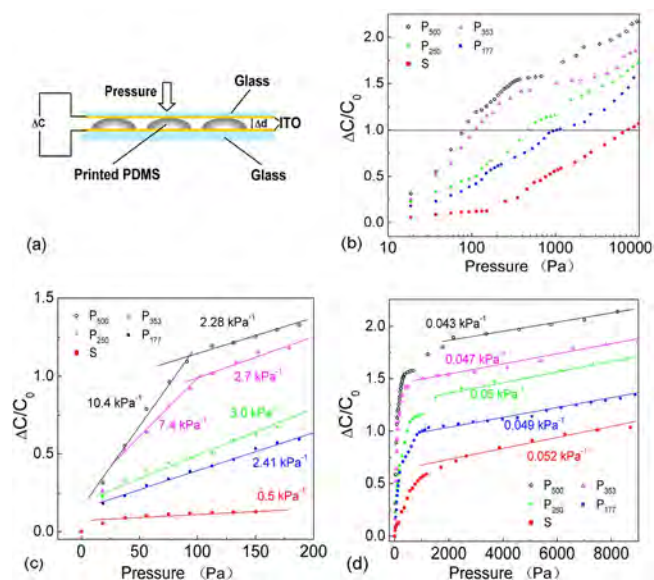 Pressure
Glass
ΔC
Δd
ITO
Printed PDMS
Glass
(a)
2.0
1.5
1.0
0.5
0.0
ΔC/C₀
P₅₀₀ P₃₅₃
P₂₅₀ P₁₇₇
S
10 100 1000 10000
Pressure (Pa)
(b)
1.5
1.0
0.5
0.0
ΔC/C₀
P₅₀₀ P₃₅₃
P₂₅₀ P₁₇₇
S
2.28 kPa⁻¹
2.7 kPa⁻¹
10.4 kPa⁻¹
7.4 kPa⁻¹
3.0 kPa⁻¹
2.41 kPa⁻¹
0.5 kPa⁻¹
0 50 100 150 200
Pressure (Pa)
(c)
2.0
1.5
1.0
0.5
0.0
ΔC/C₀
0.043 kPa⁻¹
0.047 kPa⁻¹
0.05 kPa⁻¹
0.049 kPa⁻¹
0.052 kPa⁻¹
P₅₀₀ P₃₅₃
P₂₅₀ P₁₇₇
S
0 2000 4000 6000 8000
Pressure (Pa)
(d)